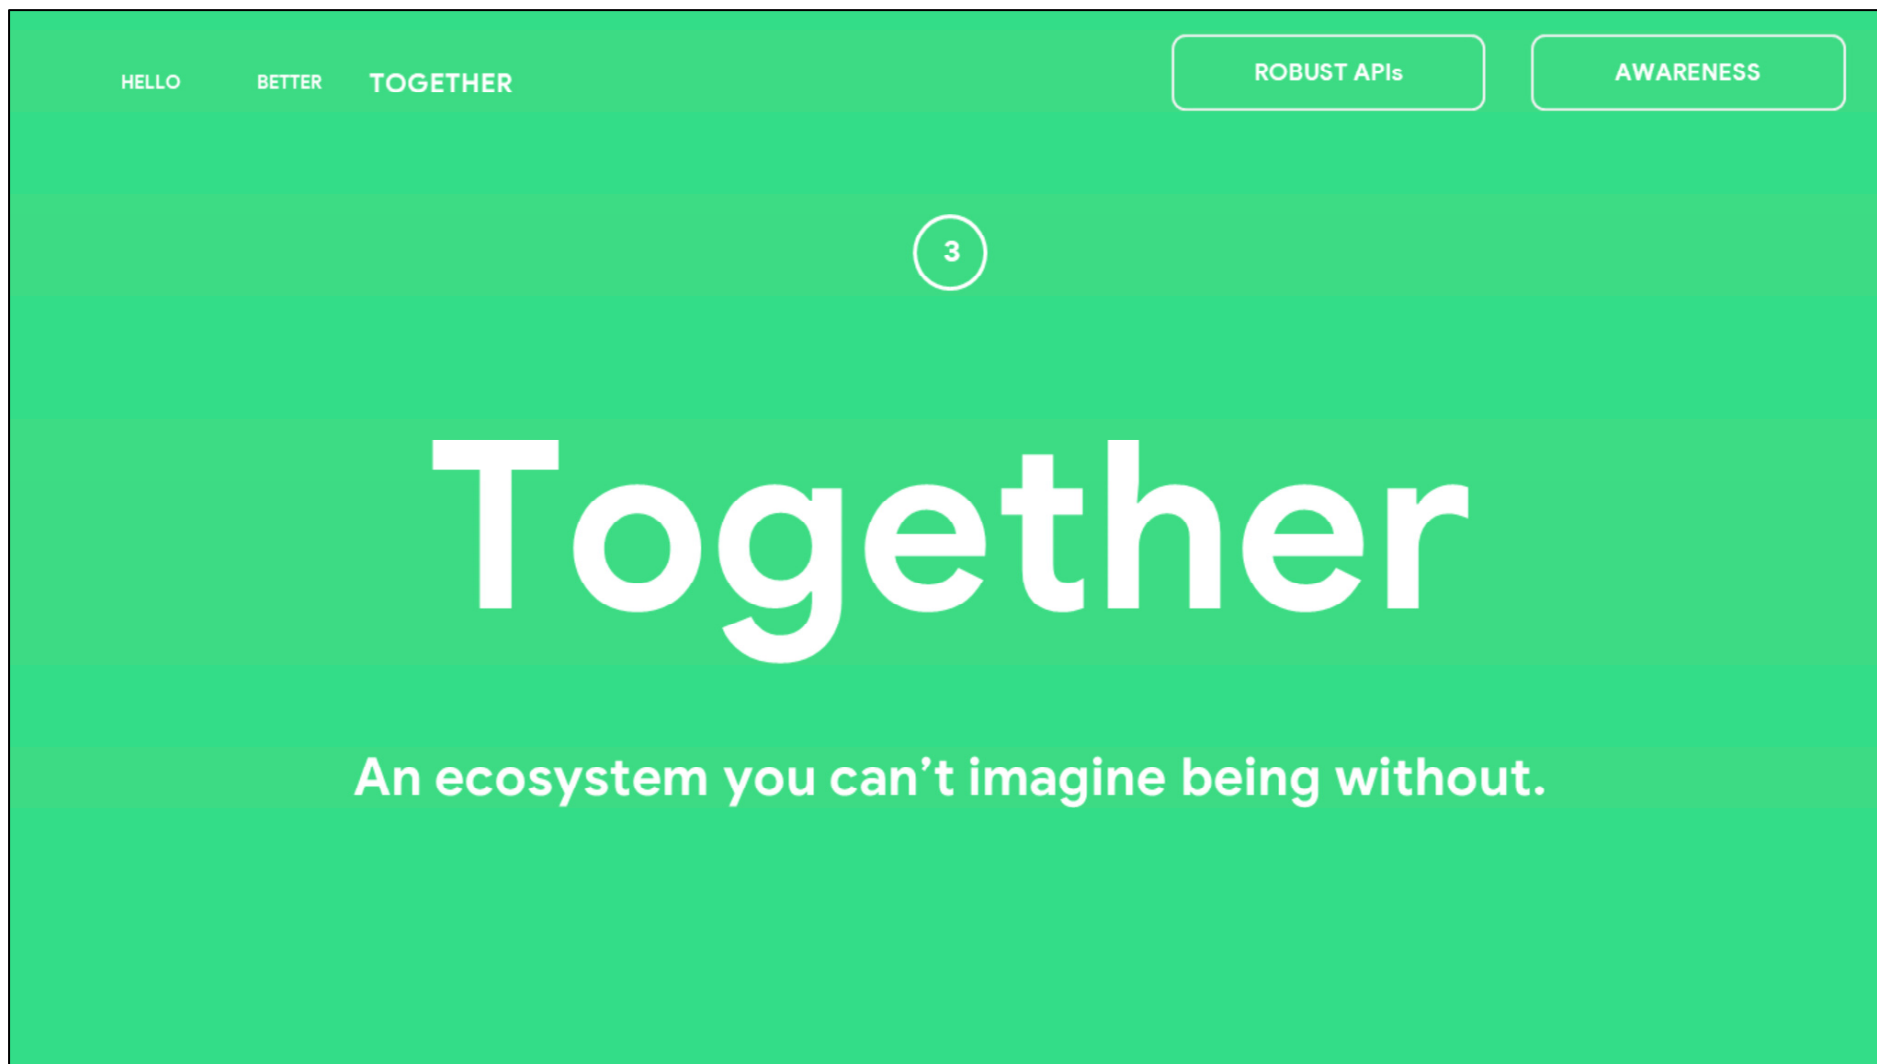 HELLO BETTER TOGETHER ROBUST APIs AWARENESS
3
Together
An ecosystem you can’t imagine being without.